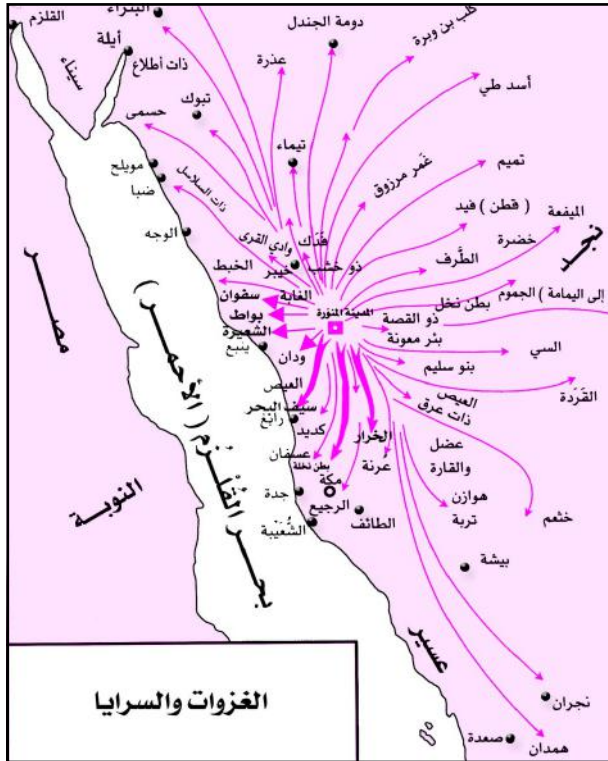 القلزم
البتراء
دومة الجندل
كلب بن وبرة
أيلة
ذات أطلاع
سيناء
عذرة
أسد طي
تبوك
حسمى
تيماء
مويلح
ضبا
ذات السلاسل
غمر مرزوق
تميم
الوجه
وادي القرى
فدك
( قطن ) فيد
الميفعة
نجد
خيبر
ذو خشب
الطرف
خضرة
الخبط
الغابة
سفوان
المدينة المنورة
بطن نخل
إلى اليمامة ) الجموم
بواط
ذو القصة
العشيرة
بئر معونة
ينبع
ودان
بنو سليم
السي
مصر
العيص
العيص
ذات عرق
القردة
سيف البحر
رابغ
كديد
الخرار
عضل
والقارة
عسفان
بطن نخلة
عرنة
مكة
هوازن
جدة
الرجيع
الطائف
تربة
خثعم
الشعيبة
النوبة
بحر القلزم ( الأحمر )
بيشة
عسير
نجران
صعدة
همدان
الغزوات والسرايا